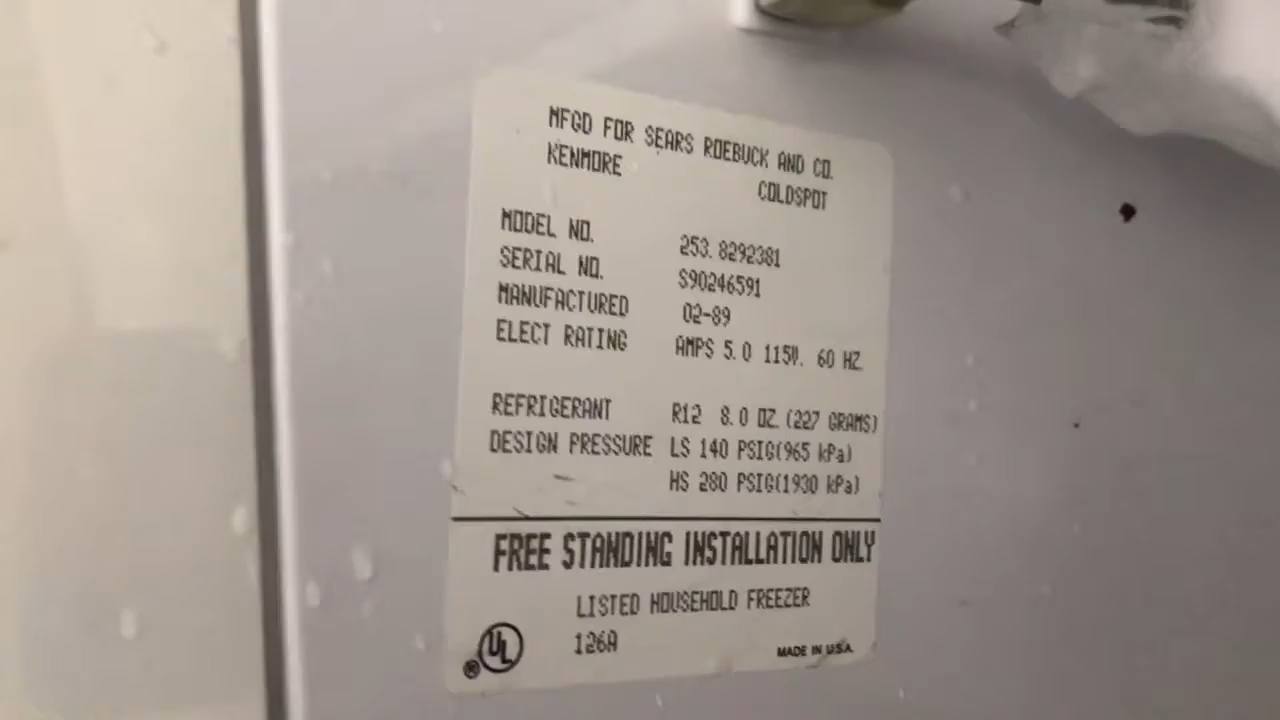 MFGD FOR SEARS ROEBUCK AND CO.
KENMORE COLDSPOT
MODEL NO. 253.8292381
SERIAL NO. S90246591
MANUFACTURED 02-89
ELECT RATING AMPS 5.0 115V. 60 HZ.
REFRIGERANT R12 8.0 OZ.(227 GRAMS)
DESIGN PRESSURE LS 140 PSIG(965 kPa)
HS 280 PSIG(1930 kPa)
FREE STANDING INSTALLATION ONLY
LISTED HOUSEHOLD FREEZER
UL ® 126A
MADE IN U.S.A.